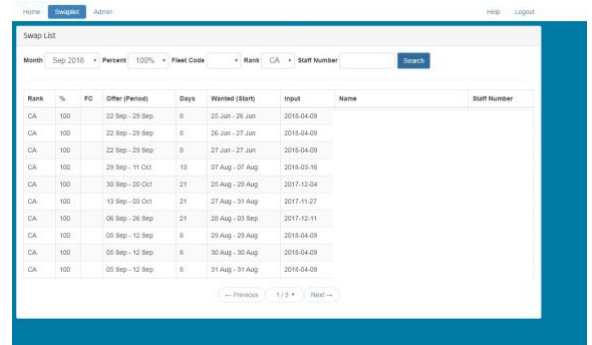 Home Swaplist Admin Help Logout
Swap List
Month Sep 2018 Percent 100% Fleet Code Rank CA Staff Number Search
Rank % FC Offer (Period) Days Wanted (Start) Input Name Staff Number
CA 100 22 Sep - 29 Sep 8 25 Jun - 26 Jun 2018-04-09
CA 100 22 Sep - 29 Sep 8 26 Jun - 27 Jun 2018-04-09
CA 100 22 Sep - 29 Sep 8 27 Jun - 27 Jun 2018-04-09
CA 100 29 Sep - 11 Oct 13 07 Aug - 07 Aug 2018-03-16
CA 100 30 Sep - 20 Oct 21 25 Aug - 29 Aug 2017-12-04
CA 100 13 Sep - 03 Oct 21 27 Aug - 31 Aug 2017-11-27
CA 100 06 Sep - 26 Sep 21 28 Aug - 03 Sep 2017-12-11
CA 100 05 Sep - 12 Sep 8 29 Aug - 29 Aug 2018-04-09
CA 100 05 Sep - 12 Sep 8 30 Aug - 30 Aug 2018-04-09
CA 100 05 Sep - 12 Sep 8 31 Aug - 31 Aug 2018-04-09
← Previous 1 / 3 Next →